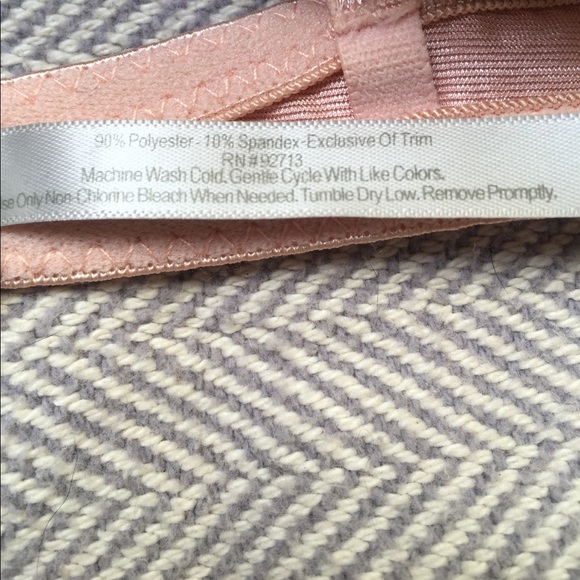 90% Polyester - 10% Spandex-Exclusive Of Trim
RN #92713
Machine Wash Cold. Gentle Cycle With Like Colors.
se Only Non-Chlorine Bleach When Needed. Tumble Dry Low. Remove Promptly.